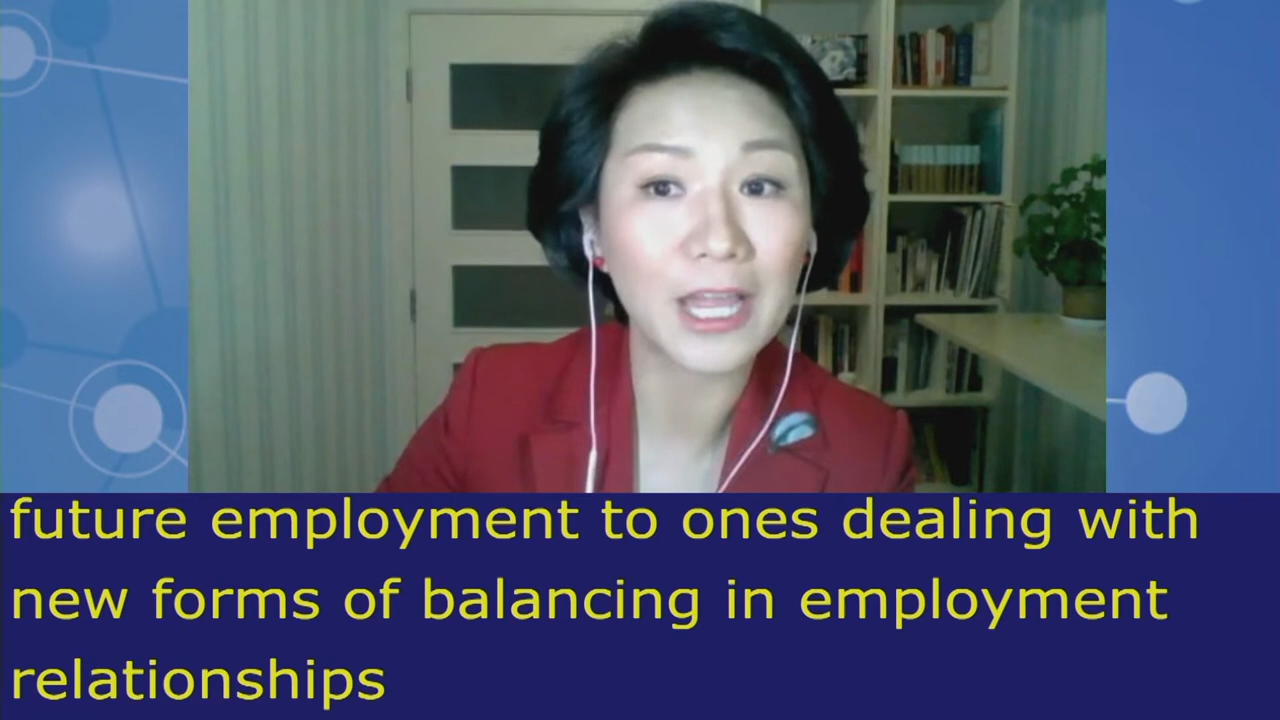 future employment to ones dealing with
new forms of balancing in employment
relationships